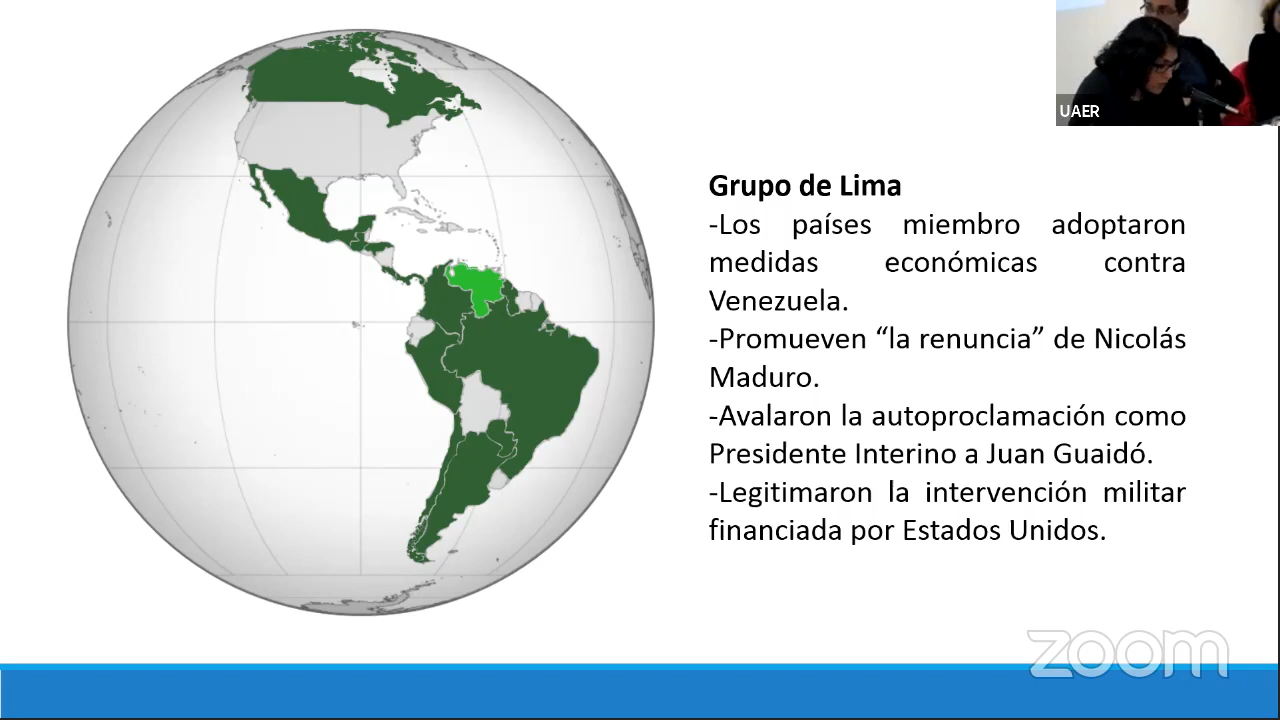 UAER
Grupo de Lima
-Los países miembro adoptaron
medidas económicas contra
Venezuela.
-Promueven “la renuncia” de Nicolás
Maduro.
-Avalaron la autoproclamación como
Presidente Interino a Juan Guaidó.
-Legitimaron la intervención militar
financiada por Estados Unidos.
zoom